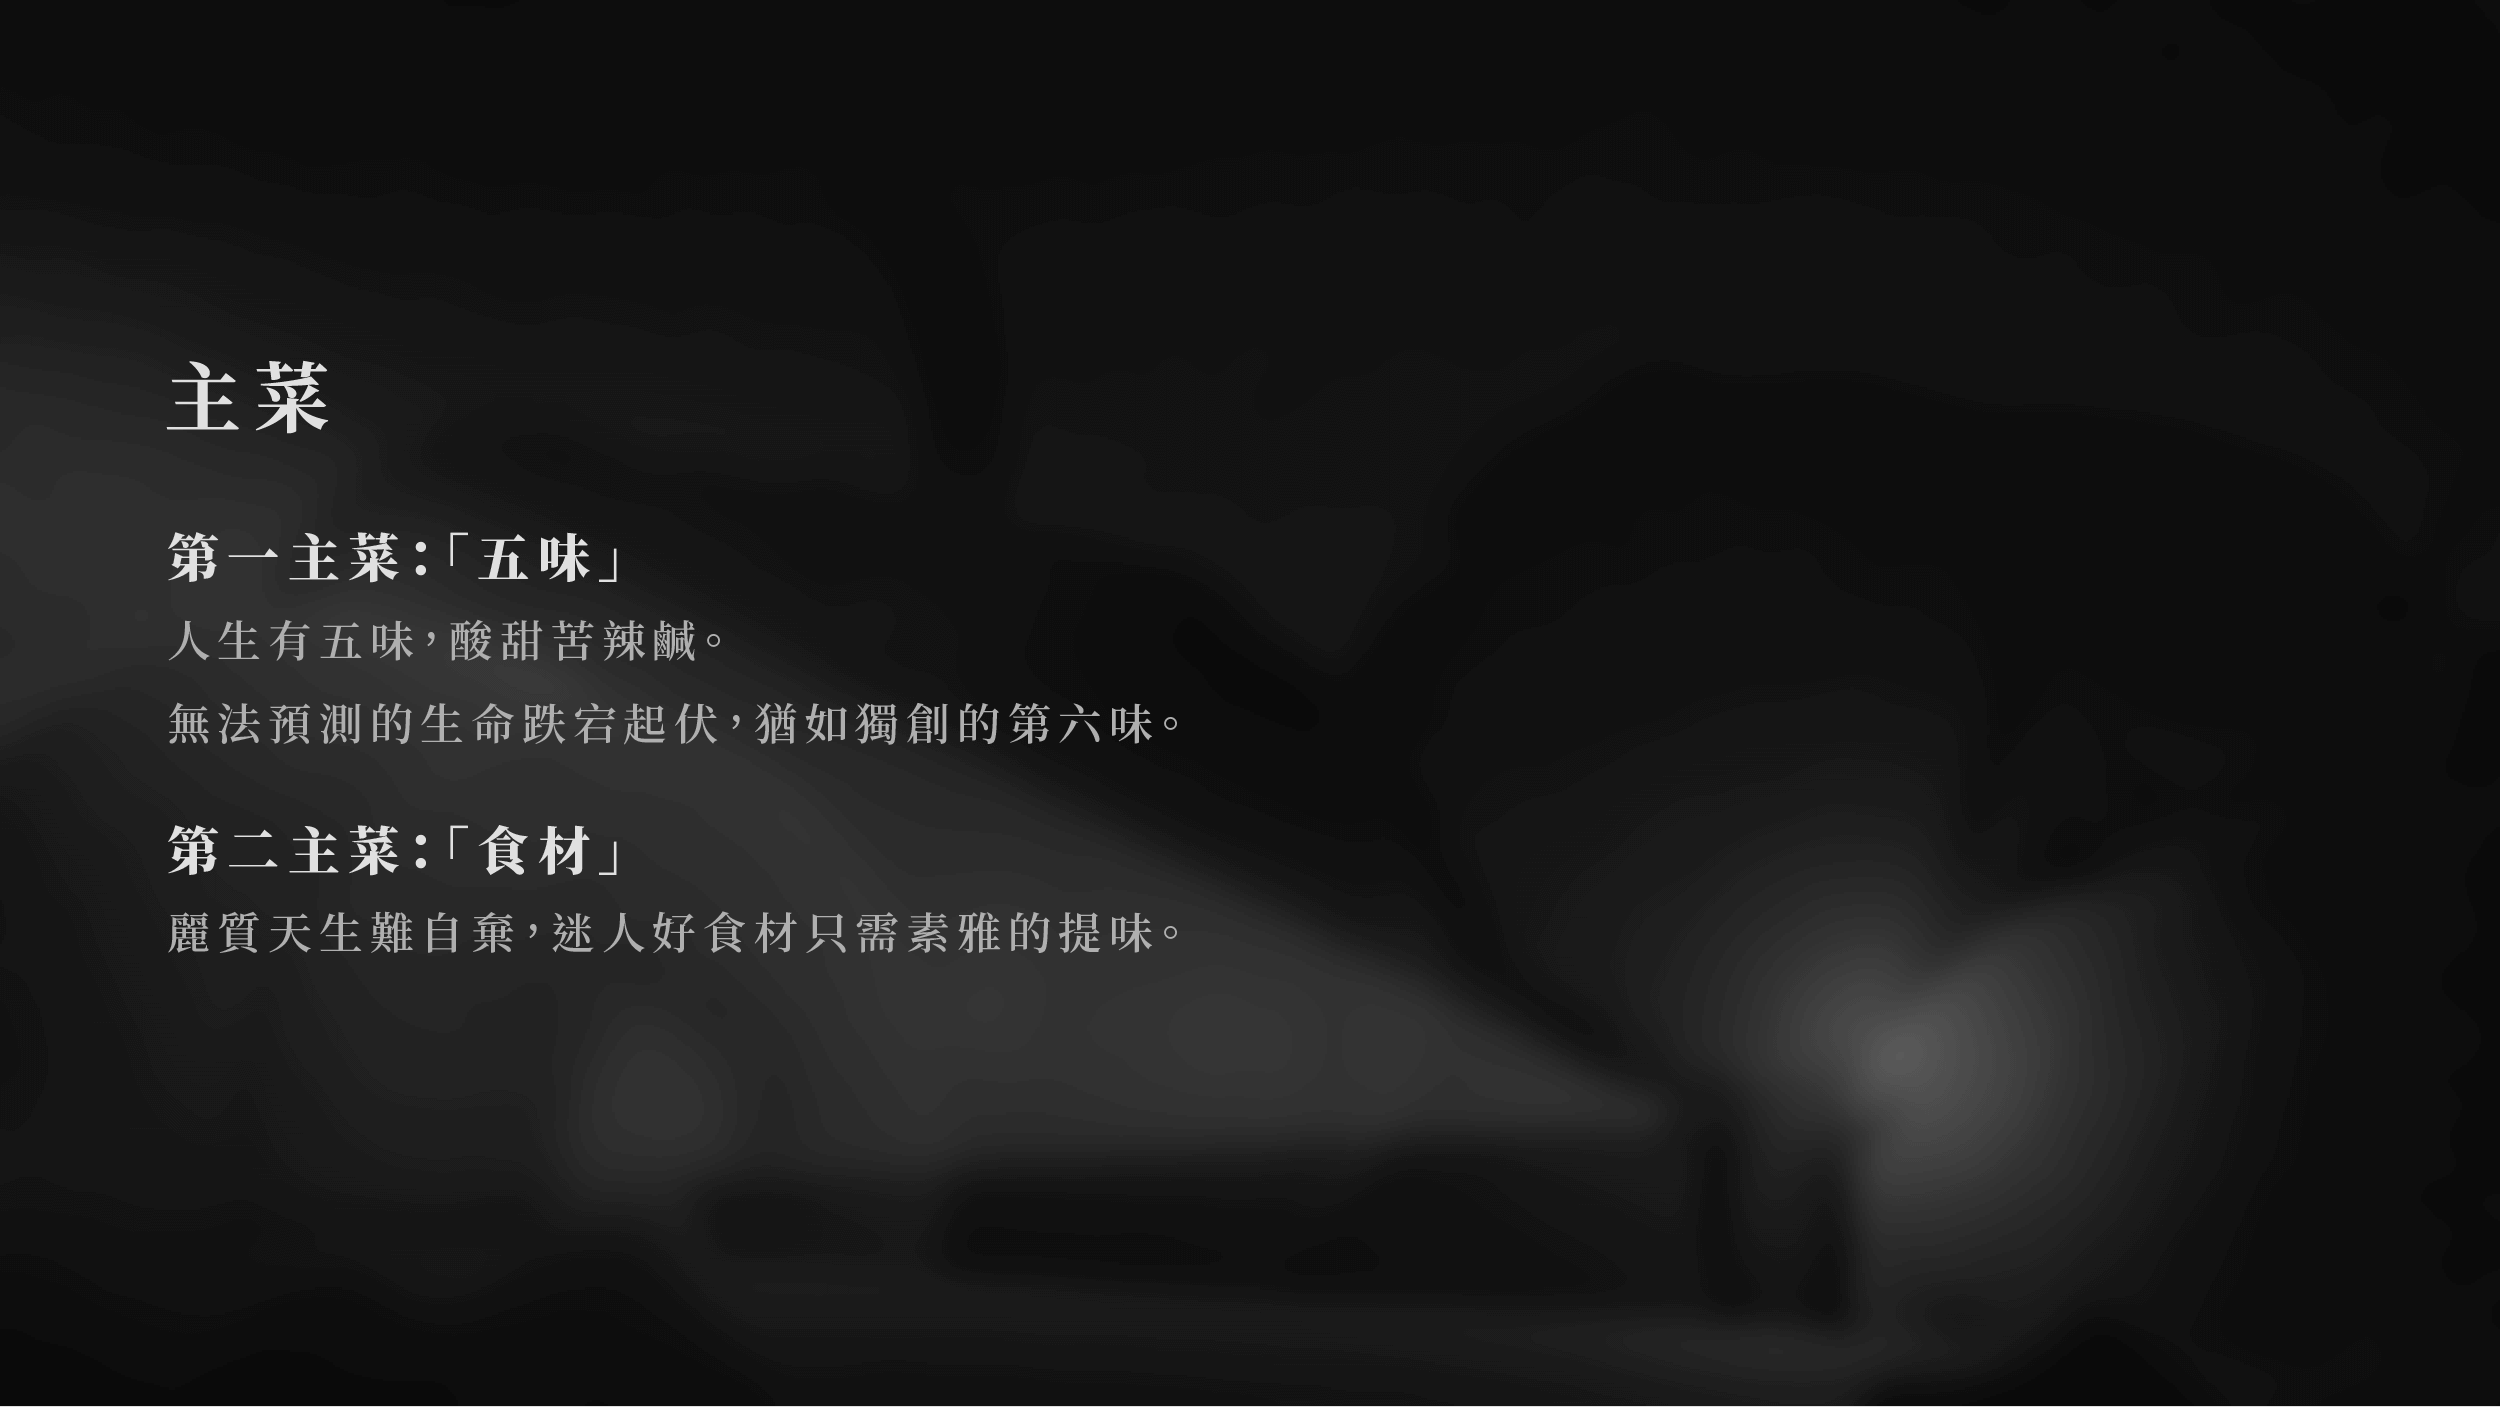 主菜
第一主菜：「五味」
人生有五味，酸甜苦辣鹹。
無法預測的生命跌宕起伏，猶如獨創的第六味。
第二主菜：「食材」
麗質天生難自棄，迷人好食材只需素雅的提味。